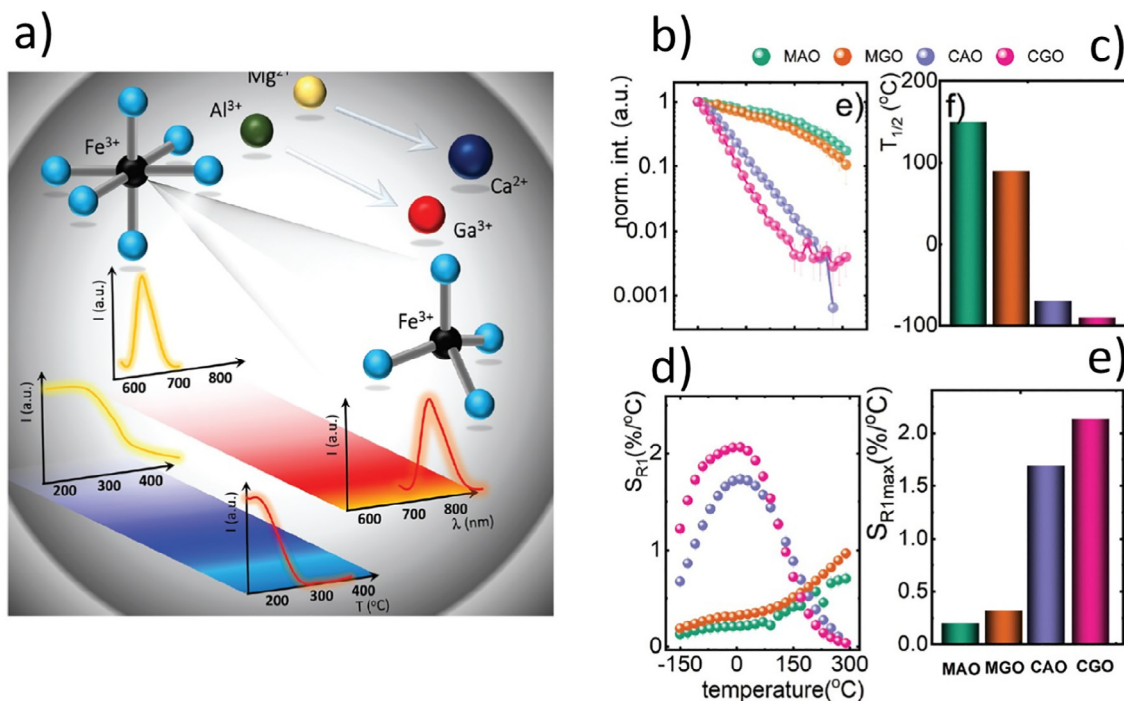 a)
Mg²⁺
Al³⁺
Fe³⁺
Ca²⁺
Ga³⁺
I (a.u.)
600 700 800
Fe³⁺
I (a.u.)
200 300 400
I (a.u.)
600 700 800
λ (nm)
I (a.u.)
200 300 400
T (°C)
b)
MAO MGO CAO CGO
norm. int. (a.u.)
1
0.1
0.01
0.001
e)
c)
T1/2 (°C)
200
100
0
-100
f)
d)
SR1(%/°C)
2
1
0
-150 0 150 300
temperature(°C)
e)
SR1max(%/°C)
2.0
1.5
1.0
0.5
0.0
MAO MGO CAO CGO